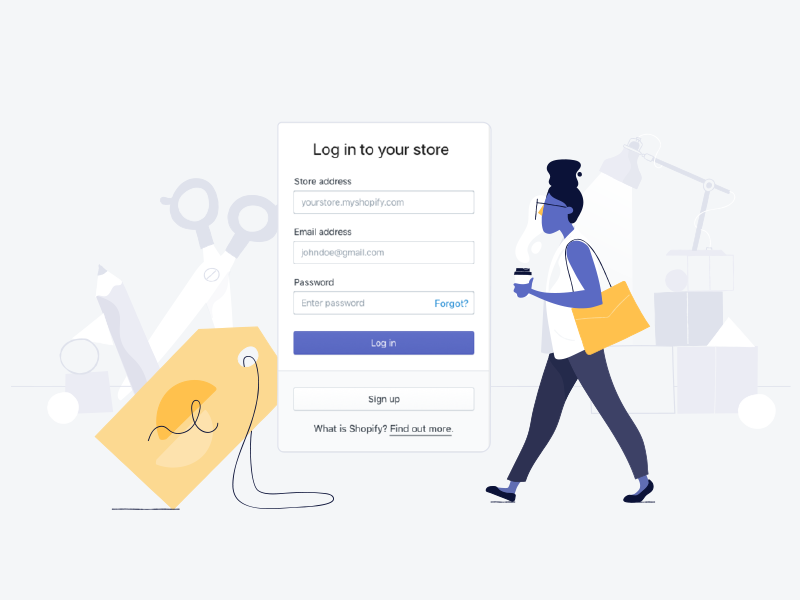 Log in to your store
Store address
yourstore.myshopify.com
Email address
johndoe@gmail.com
Password
Enter password Forgot?
Log in
Sign up
What is Shopify? Find out more.